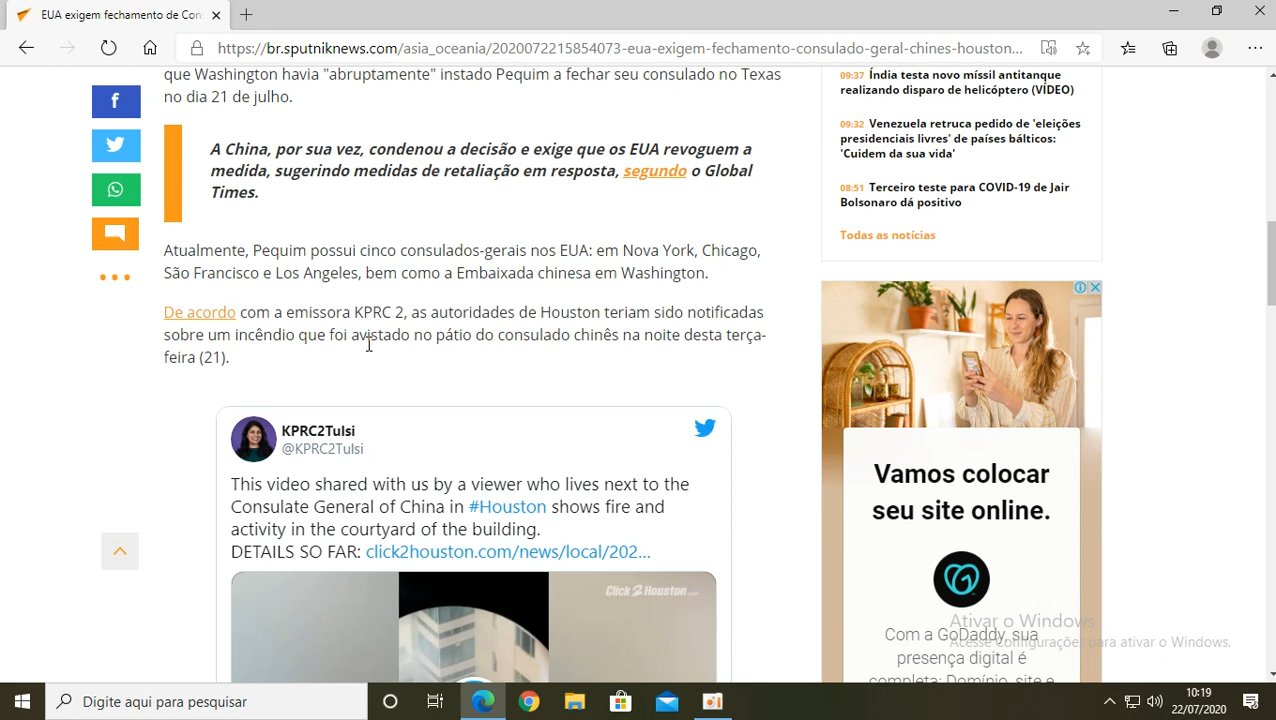 EUA exigem fechamento de Con
https://br.sputniknews.com/asia_oceania/2020072215854073-eua-exigem-fechamento-consulado-geral-chines-houston...
que Washington havia "abruptamente" instado Pequim a fechar seu consulado no Texas
no dia 21 de julho.
A China, por sua vez, condenou a decisão e exige que os EUA revoguem a
medida, sugerindo medidas de retaliação em resposta, segundo o Global
Times.
Atualmente, Pequim possui cinco consulados-gerais nos EUA: em Nova York, Chicago,
São Francisco e Los Angeles, bem como a Embaixada chinesa em Washington.
De acordo com a emissora KPRC 2, as autoridades de Houston teriam sido notificadas
sobre um incêndio que foi avistado no pátio do consulado chinês na noite desta terça-
feira (21).
KPRC2Tulsi
@KPRC2Tulsi
This video shared with us by a viewer who lives next to the
Consulate General of China in #Houston shows fire and
activity in the courtyard of the building.
DETAILS SO FAR: click2houston.com/news/local/202...
Click2Houston.com
09:37 Índia testa novo míssil antitanque
realizando disparo de helicóptero (VÍDEO)
09:32 Venezuela retruca pedido de 'eleições
presidenciais livres' de países bálticos:
'Cuidem da sua vida'
08:51 Terceiro teste para COVID-19 de Jair
Bolsonaro dá positivo
Todas as notícias
Vamos colocar
seu site online.
Com a GoDaddy, sua
presença digital é
completa: Domínio, site e
Ativar o Windows
Acesse Configurações para ativar o Windows.
Digite aqui para pesquisar
10:19
22/07/2020